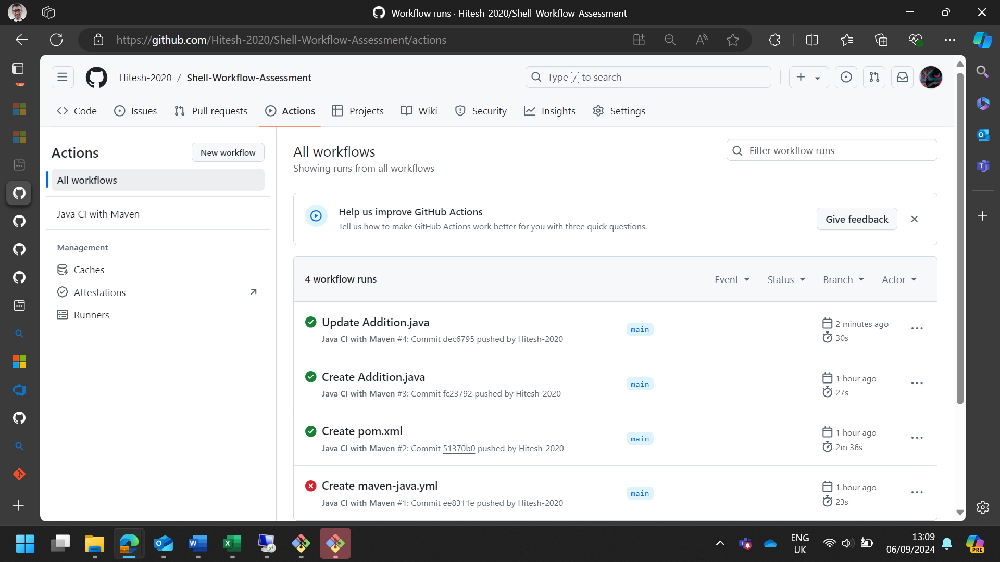 Workflow runs · Hitesh-2020/Shell-Workflow-Assessment
https://github.com/Hitesh-2020/Shell-Workflow-Assessment/actions
Hitesh-2020 / Shell-Workflow-Assessment
Type / to search
Code
Issues
Pull requests
Actions
Projects
Wiki
Security
Insights
Settings
Actions
New workflow
All workflows
Java CI with Maven
Management
Caches
Attestations
Runners
All workflows
Showing runs from all workflows
Filter workflow runs
Help us improve GitHub Actions
Tell us how to make GitHub Actions work better for you with three quick questions.
Give feedback
4 workflow runs
Event
Status
Branch
Actor
Update Addition.java
Java CI with Maven #4: Commit dec6795 pushed by Hitesh-2020
main
2 minutes ago
30s
Create Addition.java
Java CI with Maven #3: Commit fc23792 pushed by Hitesh-2020
main
1 hour ago
27s
Create pom.xml
Java CI with Maven #2: Commit 51370b0 pushed by Hitesh-2020
main
1 hour ago
2m 36s
Create maven-java.yml
Java CI with Maven #1: Commit ee8311e pushed by Hitesh-2020
main
1 hour ago
23s
ENG
UK
13:09
06/09/2024
PRE